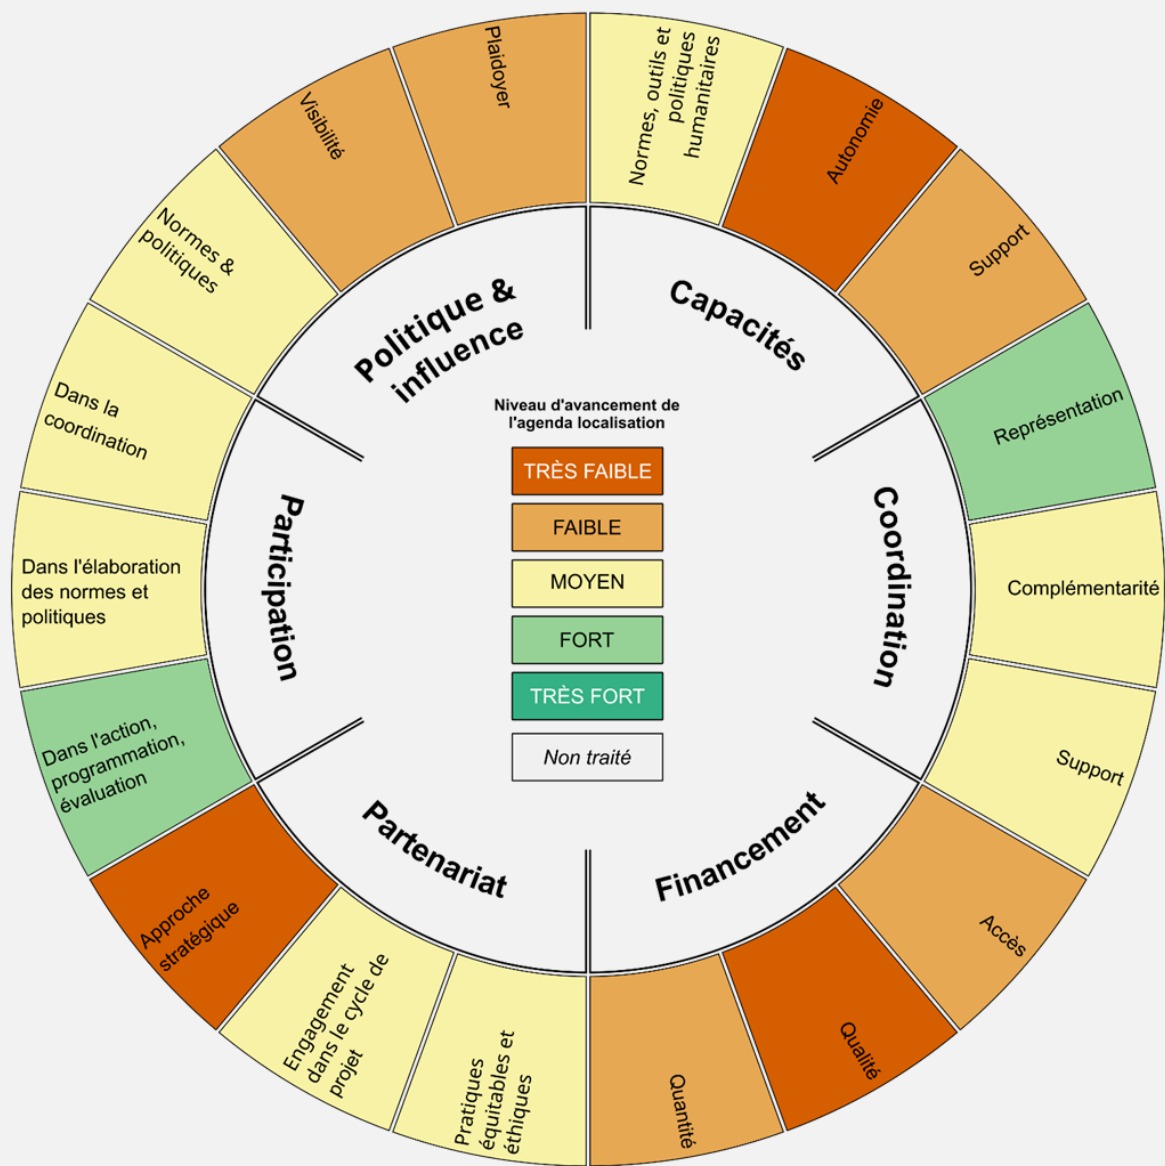 Plaidoyer
Normes, outils et
politiques
humanitaires
Autonomie
Support
Représentation
Complémentarité
Support
Accès
Qualité
Quantité
Pratiques
équitables et
éthiques
Engagement
dans le cycle de
projet
Approche
stratégique
Dans l'action,
programmation,
évaluation
Dans l'élaboration
des normes et
politiques
Dans la
coordination
Normes &
politiques
Visibilité
Politique &
influence
Capacités
Coordination
Financement
Partenariat
Participation
Niveau d'avancement de
l'agenda localisation
TRÈS FAIBLE
FAIBLE
MOYEN
FORT
TRÈS FORT
Non traité